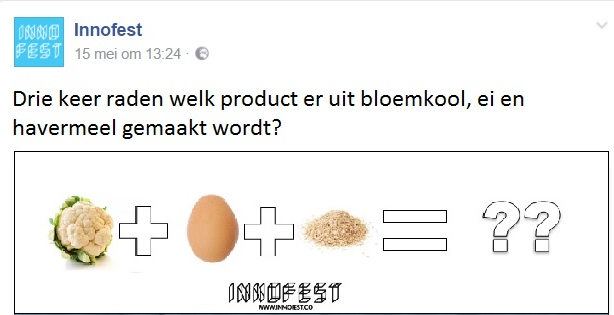 INNO
FEST
Innofest
15 mei om 13:24 ·
Drie keer raden welk product er uit bloemkool, ei en
havermeel gemaakt wordt?
+ + = ??
INNOFEST
WWW.INNOFEST.CO